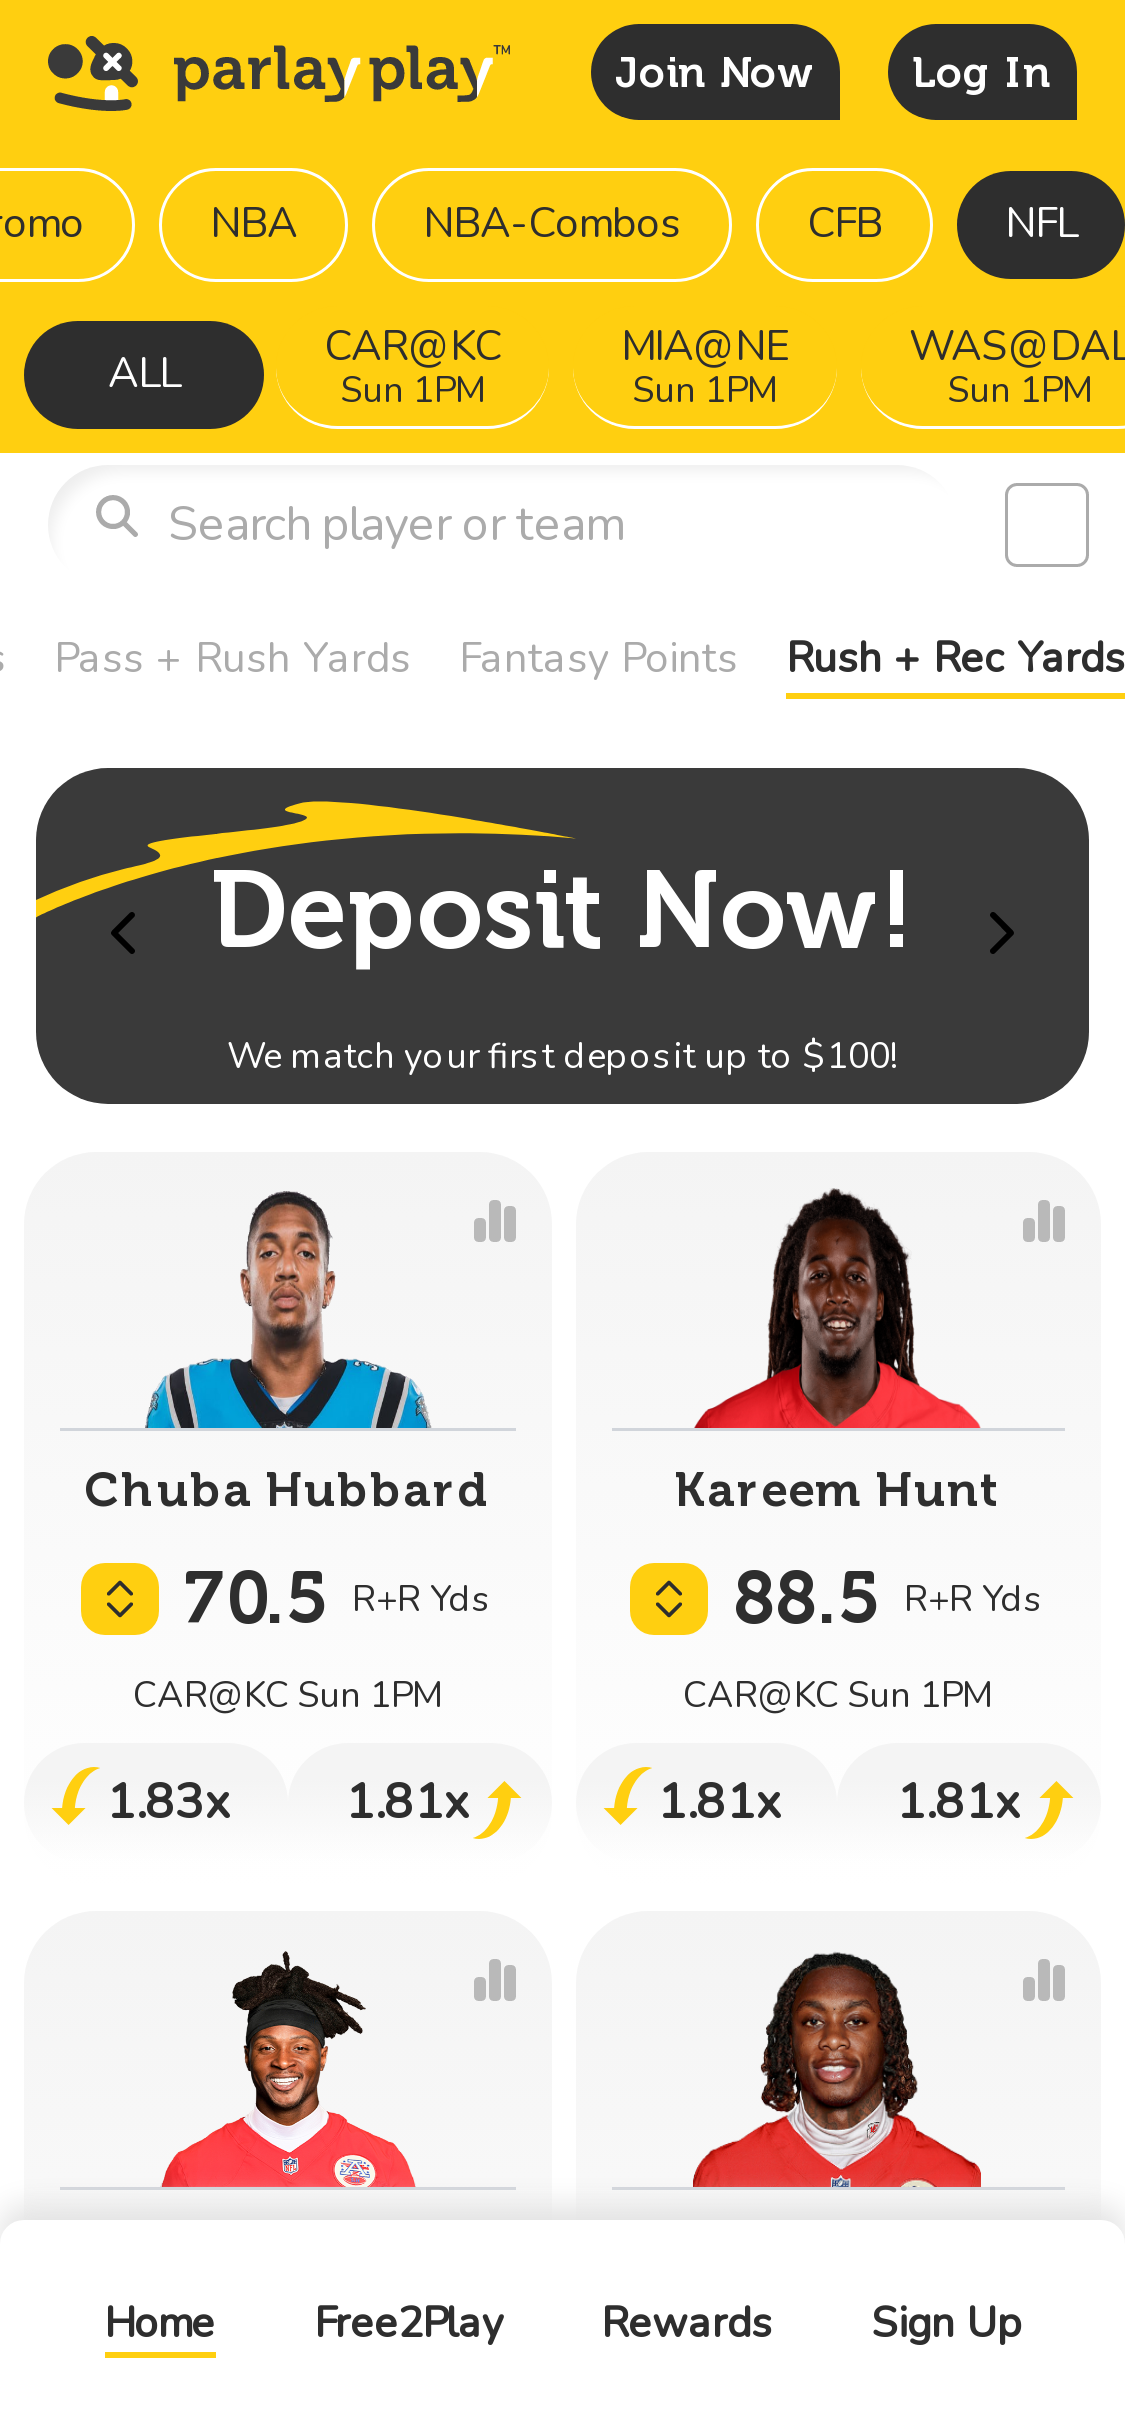 parlay play™
Join Now
Log In
romo
NBA
NBA-Combos
CFB
NFL
ALL
CAR@KC
Sun 1PM
MIA@NE
Sun 1PM
WAS@DAL
Sun 1PM
Search player or team
s
Pass + Rush Yards
Fantasy Points
Rush + Rec Yards
Deposit Now!
We match your first deposit up to $100!
Chuba Hubbard
70.5 R+R Yds
CAR@KC Sun 1PM
1.83x
1.81x
Kareem Hunt
88.5 R+R Yds
CAR@KC Sun 1PM
1.81x
1.81x
Home
Free2Play
Rewards
Sign Up